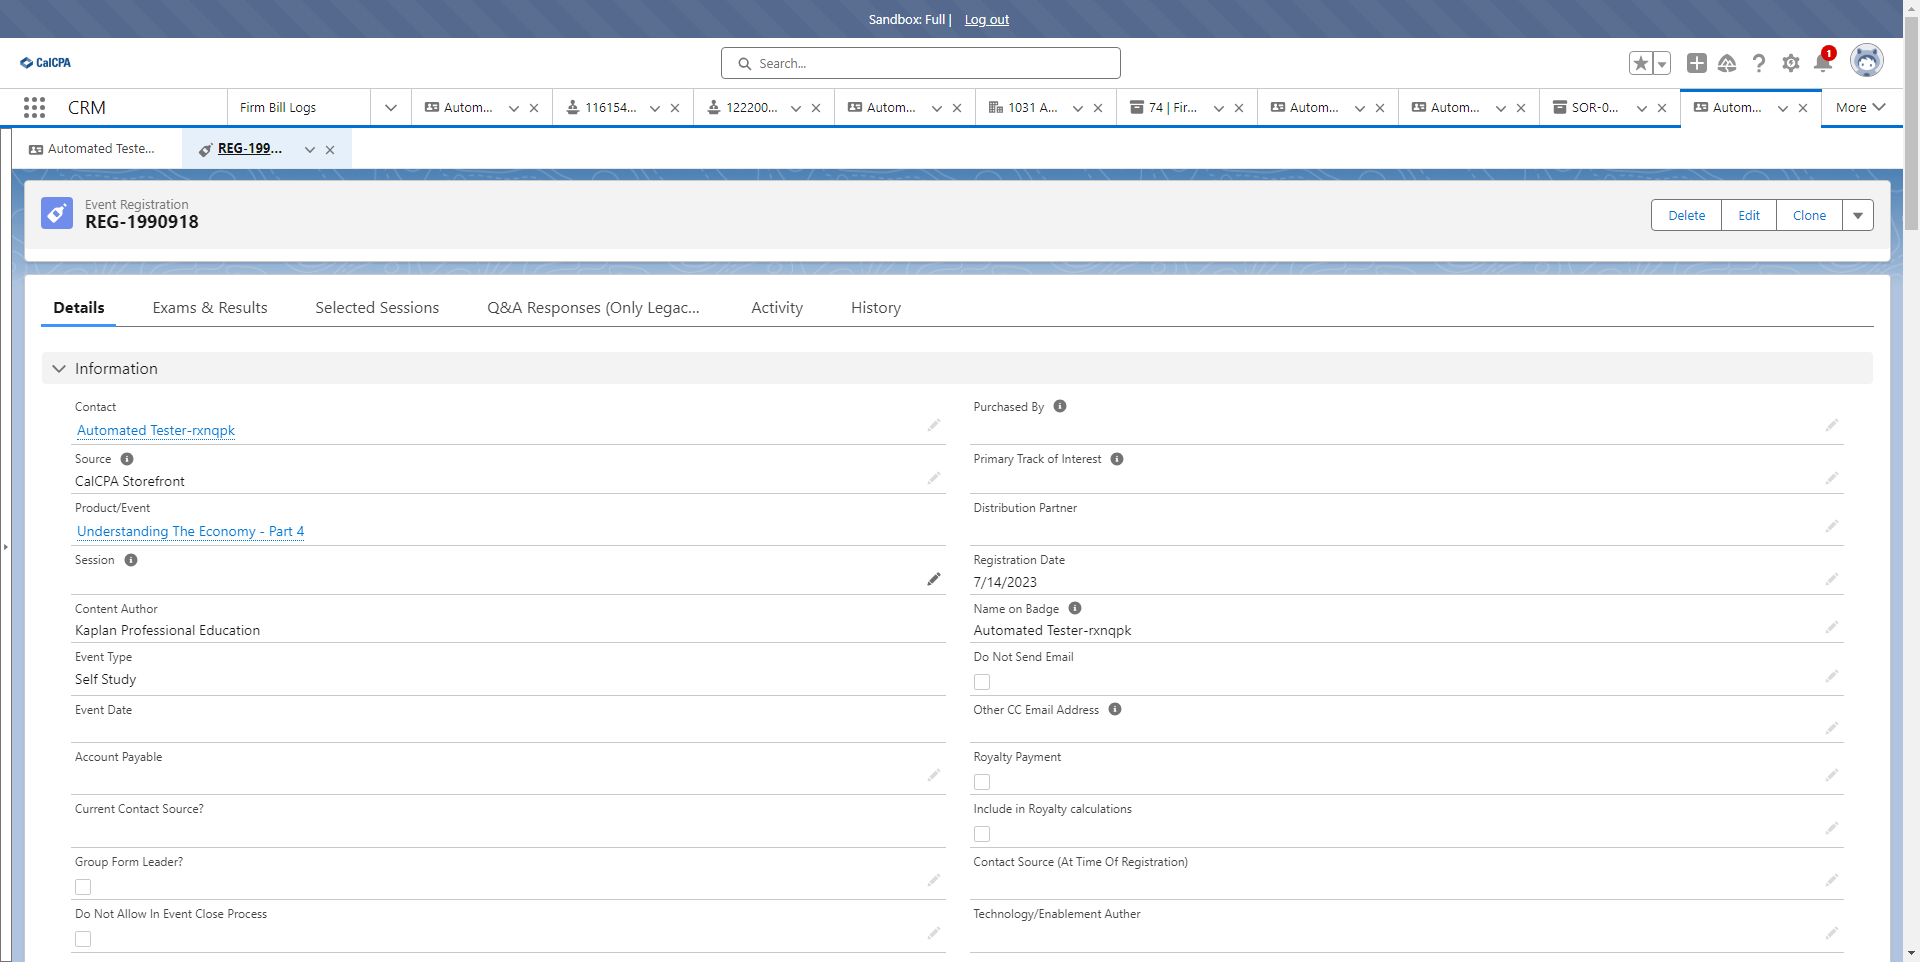 Sandbox: Full | Log out
CalCPA
Search...
1
CRM
Firm Bill Logs
Autom...
116154...
122200...
Autom...
1031 A...
74 | Fir...
Autom...
Autom...
SOR-0...
Autom...
More
Automated Teste...
REG-199...
Event Registration
REG-1990918
Delete
Edit
Clone
Details
Exams & Results
Selected Sessions
Q&A Responses (Only Legac...
Activity
History
Information
Contact
Automated Tester-rxnqpk
Purchased By
Source
CalCPA Storefront
Primary Track of Interest
Product/Event
Understanding The Economy - Part 4
Distribution Partner
Session
Registration Date
7/14/2023
Content Author
Kaplan Professional Education
Name on Badge
Automated Tester-rxnqpk
Event Type
Self Study
Do Not Send Email
Event Date
Other CC Email Address
Account Payable
Royalty Payment
Current Contact Source?
Include in Royalty calculations
Group Form Leader?
Contact Source (At Time Of Registration)
Do Not Allow In Event Close Process
Technology/Enablement Auther